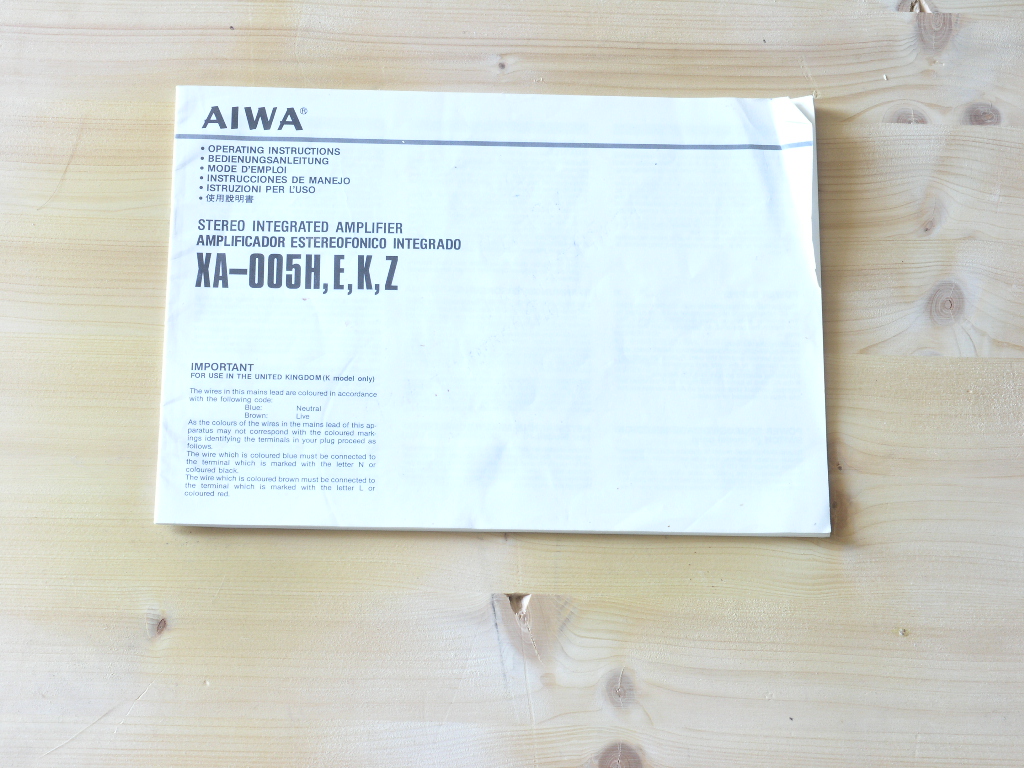 AIWA®
• OPERATING INSTRUCTIONS
• BEDIENUNGSANLEITUNG
• MODE D'EMPLOI
• INSTRUCCIONES DE MANEJO
• ISTRUZIONI PER L'USO
• 使用說明書
STEREO INTEGRATED AMPLIFIER
AMPLIFICADOR ESTEREOFONICO INTEGRADO
XA–005H, E, K, Z
IMPORTANT
FOR USE IN THE UNITED KINGDOM (K model only)
The wires in this mains lead are coloured in accordance
with the following code:
Blue: Neutral
Brown: Live
As the colours of the wires in the mains lead of this ap-
paratus may not correspond with the coloured mark-
ings identifying the terminals in your plug proceed as
follows.
The wire which is coloured blue must be connected to
the terminal which is marked with the letter N or
coloured black.
The wire which is coloured brown must be connected to
the terminal which is marked with the letter L or
coloured red.